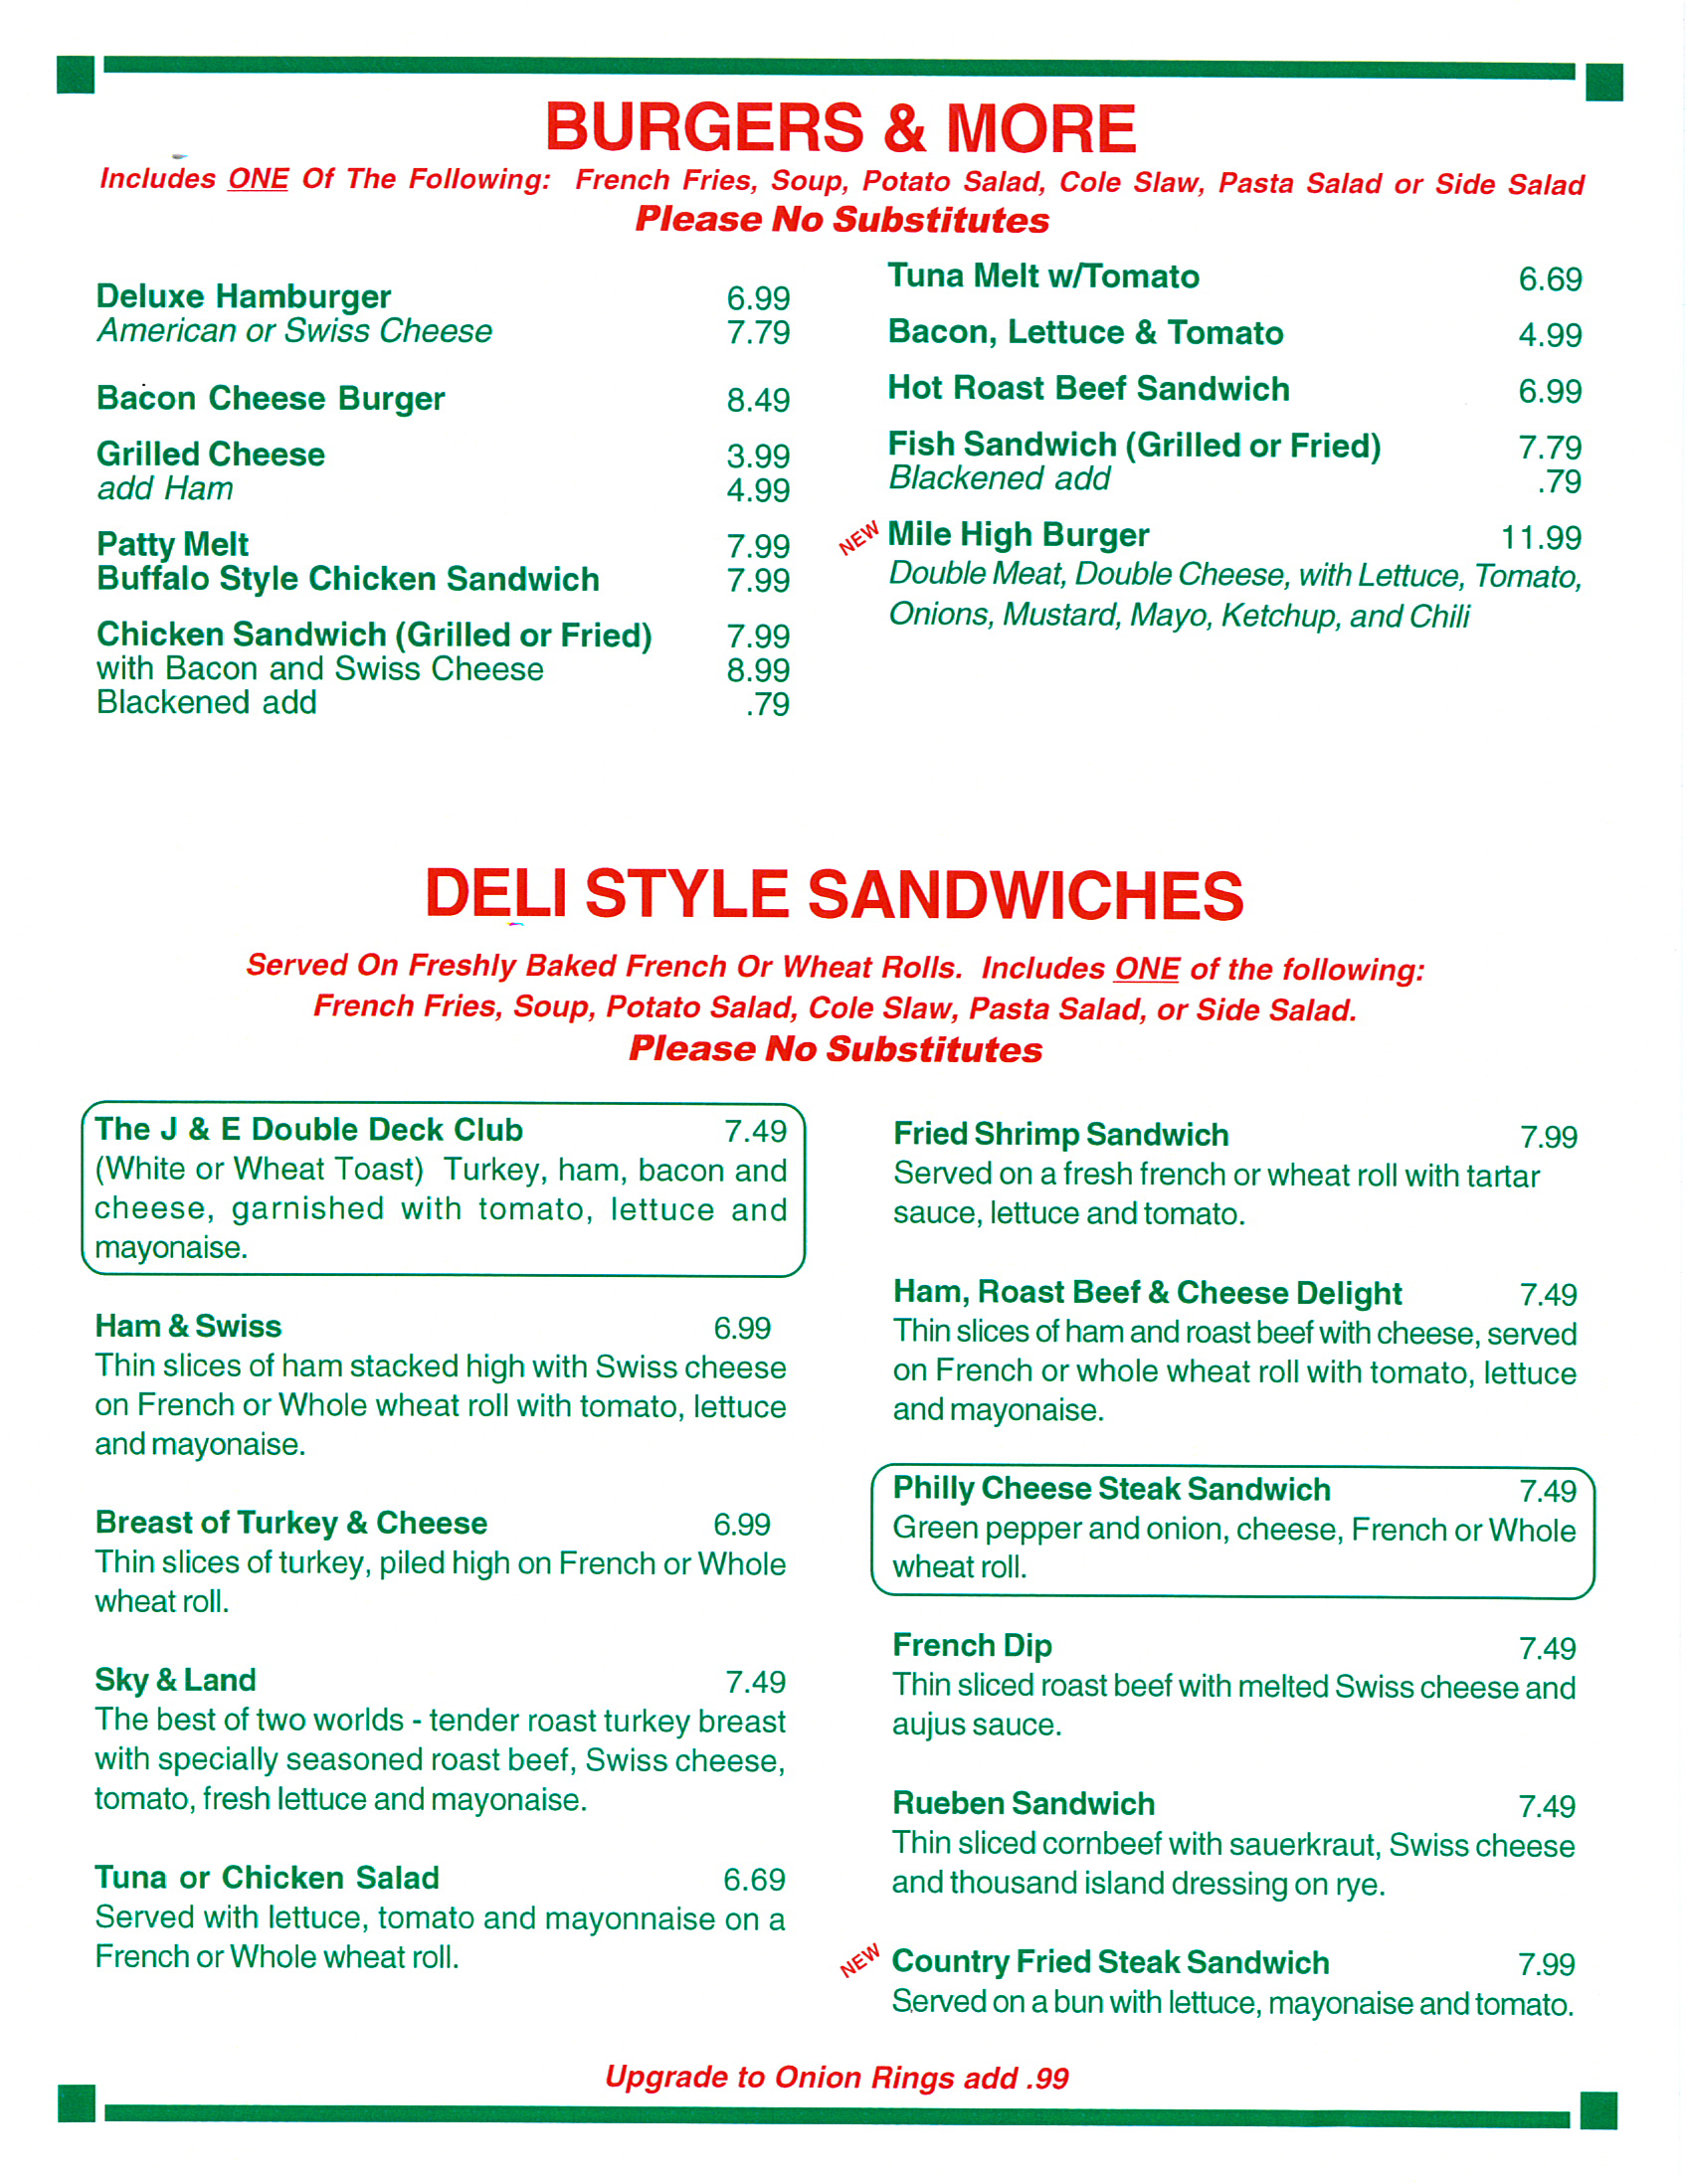 BURGERS & MORE
Includes ONE Of The Following: French Fries, Soup, Potato Salad, Cole Slaw, Pasta Salad or Side Salad
Please No Substitutes
Deluxe Hamburger 6.99
American or Swiss Cheese 7.79
Bacon Cheese Burger 8.49
Grilled Cheese 3.99
add Ham 4.99
Patty Melt 7.99
Buffalo Style Chicken Sandwich 7.99
Chicken Sandwich (Grilled or Fried) 7.99
with Bacon and Swiss Cheese 8.99
Blackened add .79
Tuna Melt w/Tomato 6.69
Bacon, Lettuce & Tomato 4.99
Hot Roast Beef Sandwich 6.99
Fish Sandwich (Grilled or Fried) 7.79
Blackened add .79
NEW Mile High Burger 11.99
Double Meat, Double Cheese, with Lettuce, Tomato,
Onions, Mustard, Mayo, Ketchup, and Chili
DELI STYLE SANDWICHES
Served On Freshly Baked French Or Wheat Rolls. Includes ONE of the following:
French Fries, Soup, Potato Salad, Cole Slaw, Pasta Salad, or Side Salad.
Please No Substitutes
The J & E Double Deck Club 7.49
(White or Wheat Toast) Turkey, ham, bacon and
cheese, garnished with tomato, lettuce and
mayonaise.
Ham & Swiss 6.99
Thin slices of ham stacked high with Swiss cheese
on French or Whole wheat roll with tomato, lettuce
and mayonaise.
Breast of Turkey & Cheese 6.99
Thin slices of turkey, piled high on French or Whole
wheat roll.
Sky & Land 7.49
The best of two worlds - tender roast turkey breast
with specially seasoned roast beef, Swiss cheese,
tomato, fresh lettuce and mayonaise.
Tuna or Chicken Salad 6.69
Served with lettuce, tomato and mayonnaise on a
French or Whole wheat roll.
Fried Shrimp Sandwich 7.99
Served on a fresh french or wheat roll with tartar
sauce, lettuce and tomato.
Ham, Roast Beef & Cheese Delight 7.49
Thin slices of ham and roast beef with cheese, served
on French or whole wheat roll with tomato, lettuce
and mayonaise.
Philly Cheese Steak Sandwich 7.49
Green pepper and onion, cheese, French or Whole
wheat roll.
French Dip 7.49
Thin sliced roast beef with melted Swiss cheese and
aujus sauce.
Rueben Sandwich 7.49
Thin sliced cornbeef with sauerkraut, Swiss cheese
and thousand island dressing on rye.
NEW Country Fried Steak Sandwich 7.99
Served on a bun with lettuce, mayonaise and tomato.
Upgrade to Onion Rings add .99